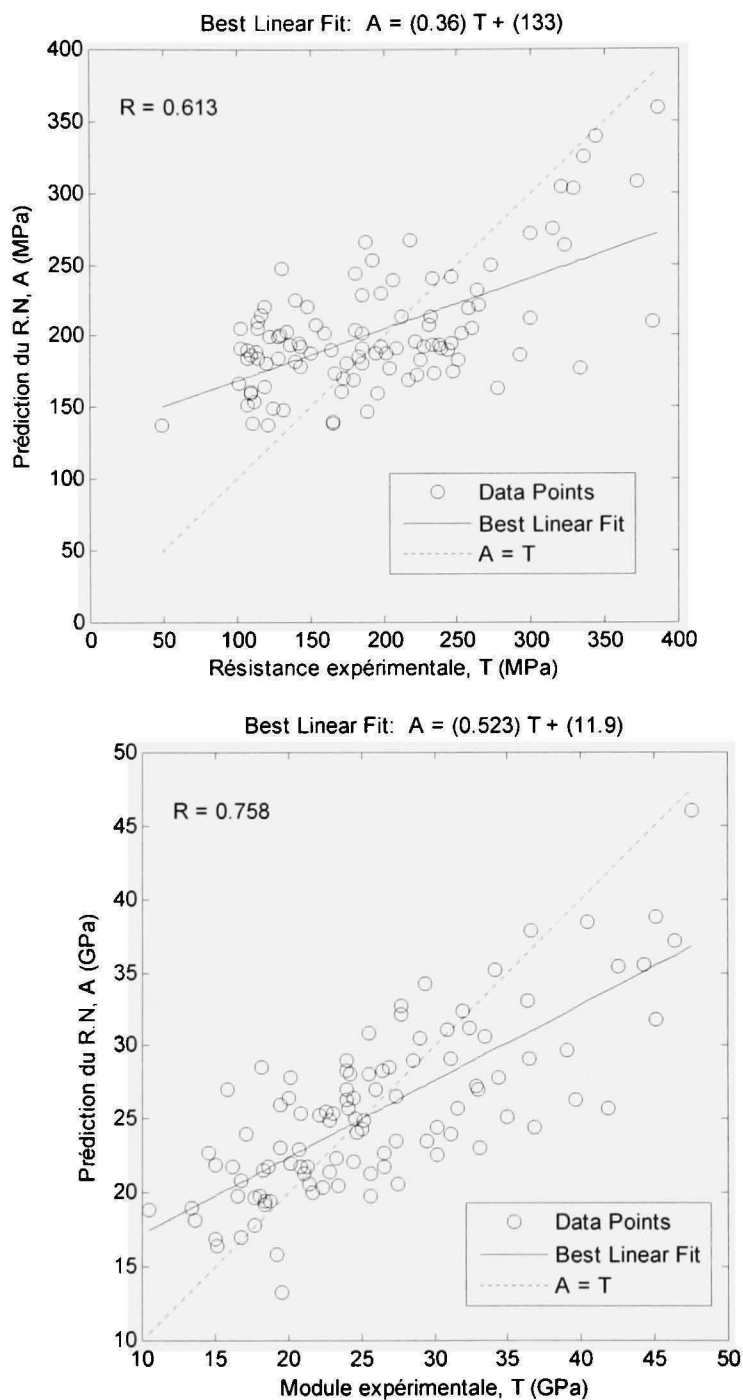 Best Linear Fit: A = (0.36) T + (133)
400
350
300
250
200
150
100
50
0
Prédiction du R.N, A (MPa)
R = 0.613
Data Points
Best Linear Fit
A = T
0 50 100 150 200 250 300 350 400
Résistance expérimentale, T (MPa)
Best Linear Fit: A = (0.523) T + (11.9)
50
45
40
35
30
25
20
15
10
Prédiction du R.N, A (GPa)
R = 0.758
Data Points
Best Linear Fit
A = T
10 15 20 25 30 35 40 45 50
Module expérimentale, T (GPa)